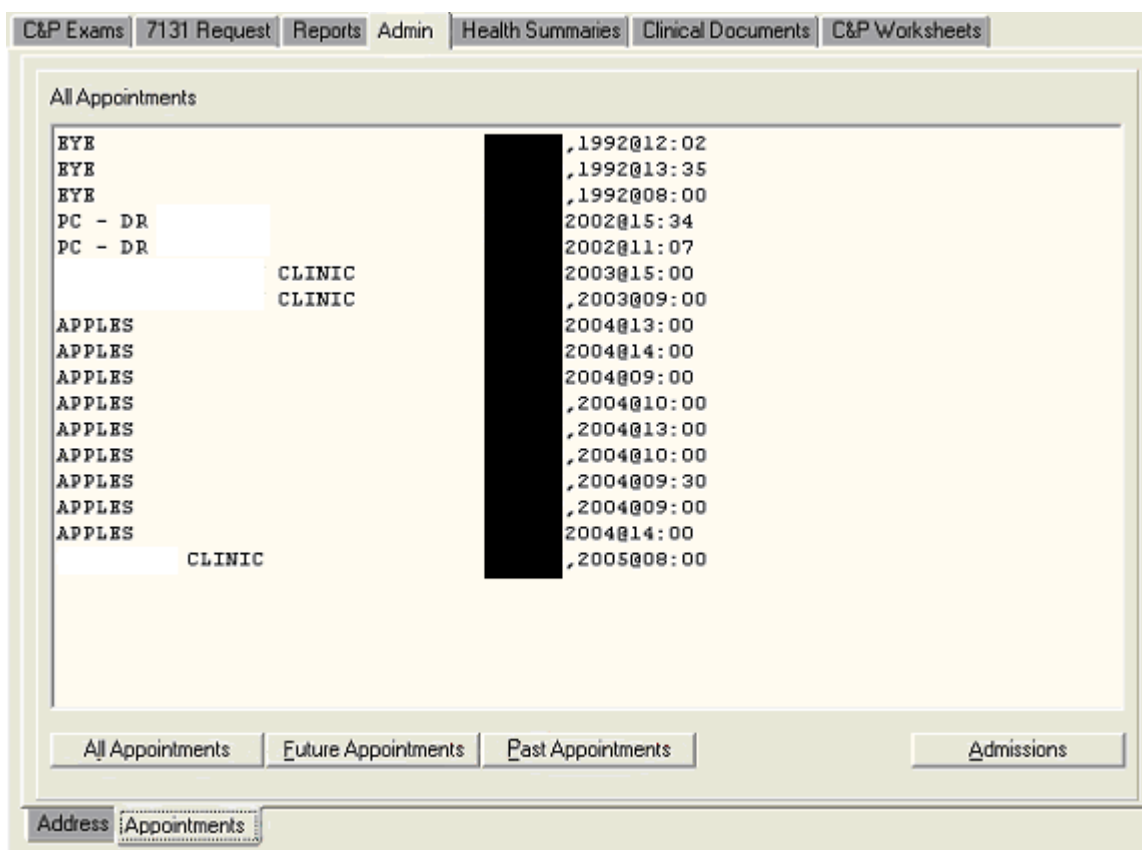 C&P Exams 7131 Request Reports Admin Health Summaries Clinical Documents C&P Worksheets
All Appointments
EYE ,1992@12:02
EYE ,1992@13:35
EYE ,1992@08:00
PC - DR 2002@15:34
PC - DR 2002@11:07
CLINIC 2003@15:00
CLINIC ,2003@09:00
APPLES 2004@13:00
APPLES 2004@14:00
APPLES 2004@09:00
APPLES ,2004@10:00
APPLES ,2004@13:00
APPLES ,2004@10:00
APPLES ,2004@09:30
APPLES ,2004@09:00
APPLES 2004@14:00
CLINIC ,2005@08:00
All Appointments Future Appointments Past Appointments Admissions
Address Appointments